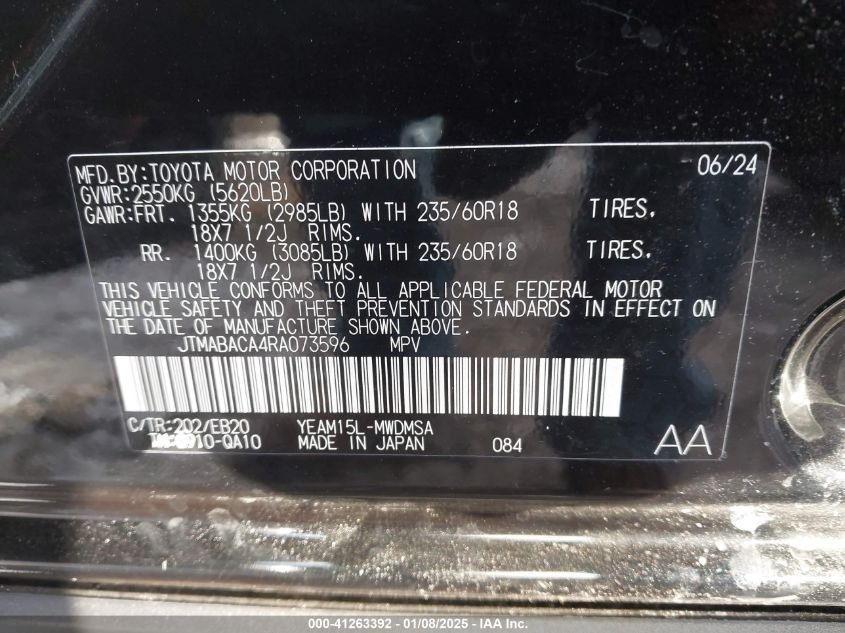 MFD.BY:TOYOTA MOTOR CORPORATION 06/24
GVWR:2550KG (5620LB)
GAWR:FRT. 1355KG (2985LB) WITH 235/60R18 TIRES.
18X7 1/2J RIMS.
RR. 1400KG (3085LB) WITH 235/60R18 TIRES.
18X7 1/2J RIMS.
THIS VEHICLE CONFORMS TO ALL APPLICABLE FEDERAL MOTOR
VEHICLE SAFETY AND THEFT PREVENTION STANDARDS IN EFFECT ON
THE DATE OF MANUFACTURE SHOWN ABOVE.
JTMABACA4RA073596 MPV
C/TR:202/EB20 YEAM15L-MWDMSA
MADE IN JAPAN 084 AA
000-41263392 - 01/08/2025 - IAA Inc.